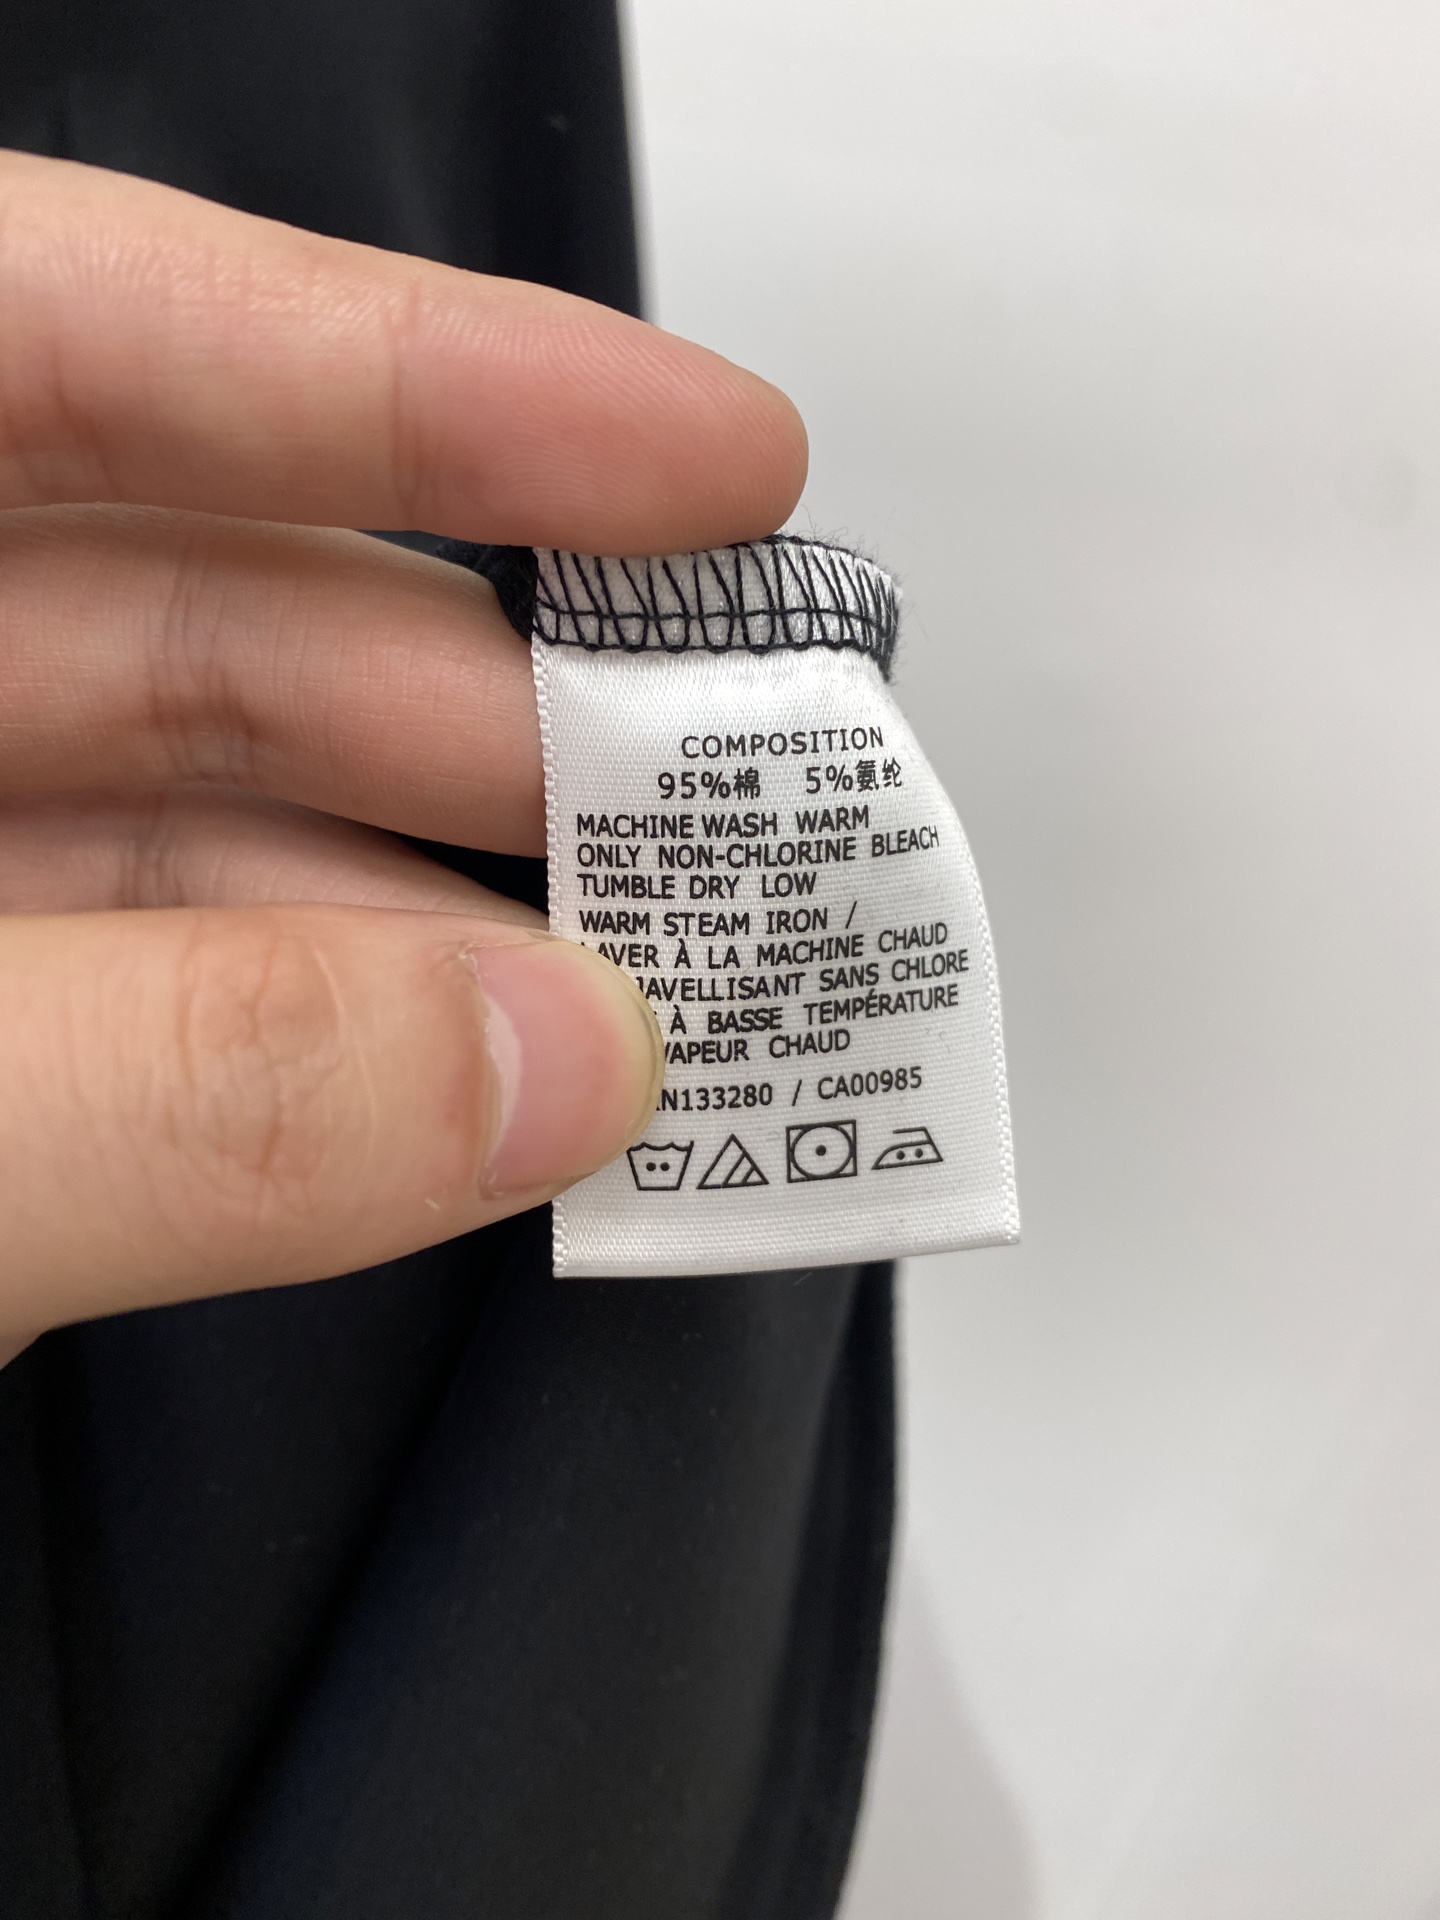 COMPOSITION
95%棉 5%氨纶
MACHINE WASH WARM
ONLY NON-CHLORINE BLEACH
TUMBLE DRY LOW
WARM STEAM IRON /
LAVER À LA MACHINE CHAUD
JAVELLISANT SANS CHLORE
À BASSE TEMPÉRATURE
VAPEUR CHAUD
N133280 / CA00985